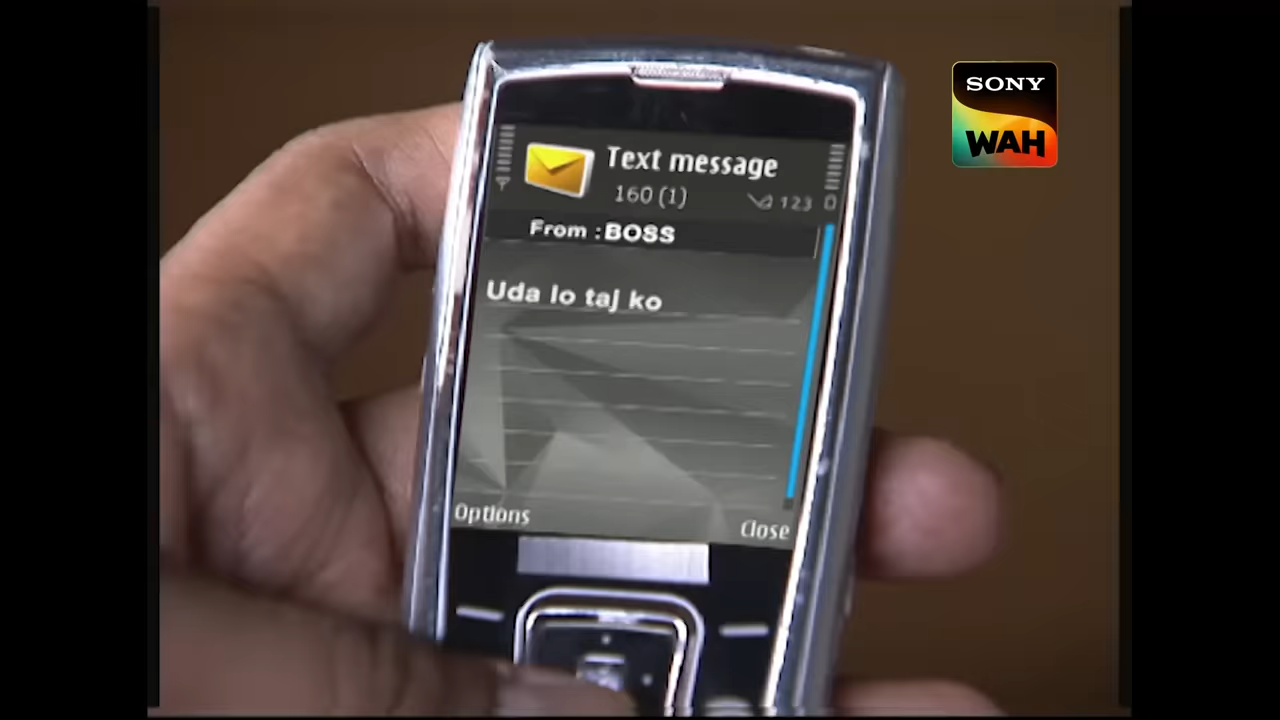 SONY
WAH
Text message
160 (1)
123
From : BOSS
Uda lo taj ko
Options
Close